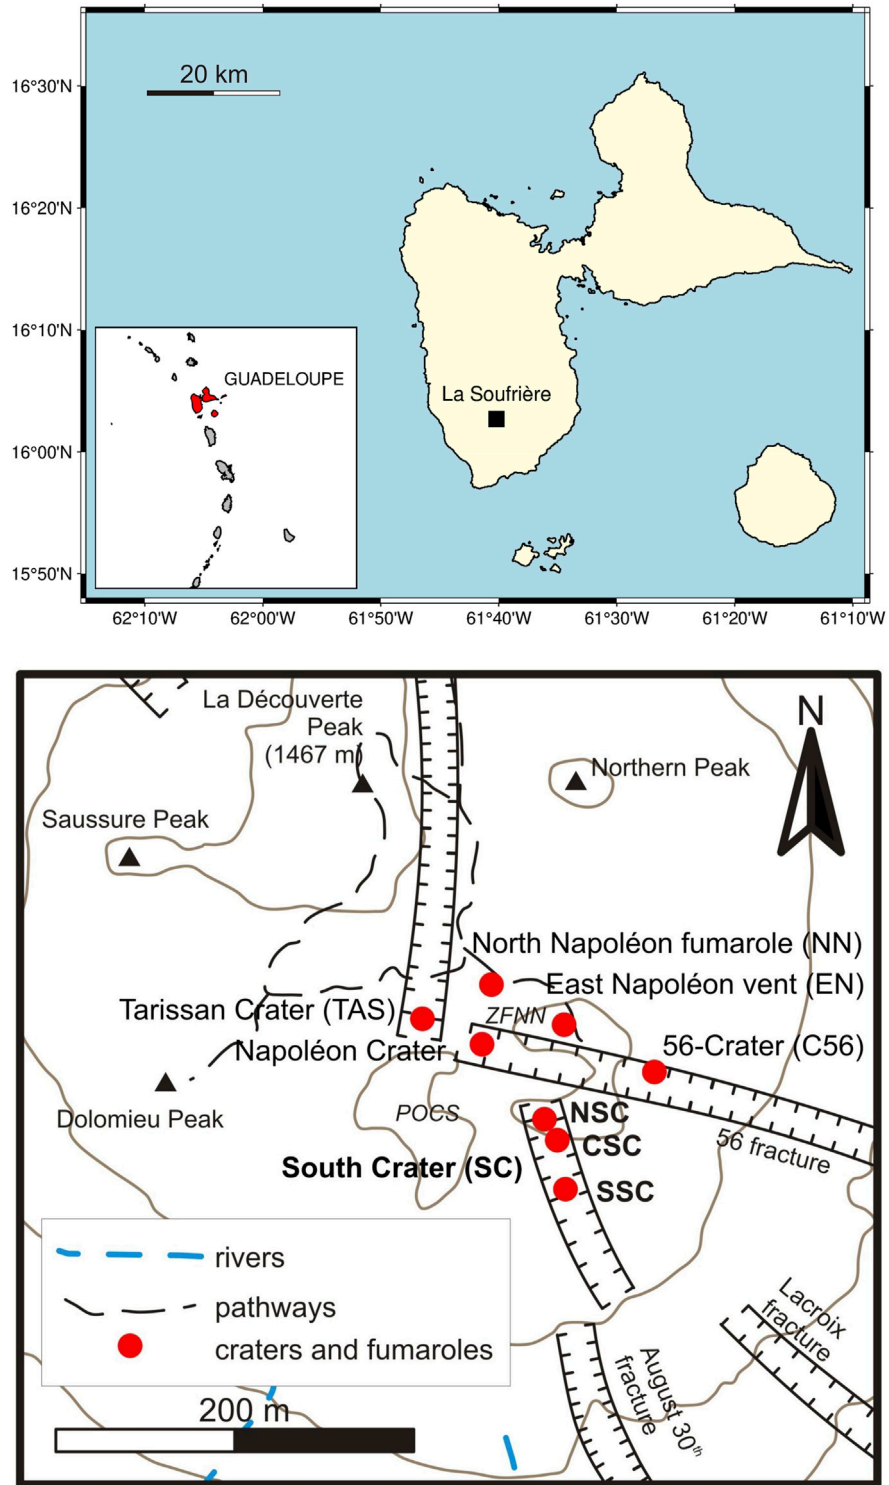 20 km
16°30'N
16°20'N
16°10'N
16°00'N
15°50'N
GUADELOUPE
La Soufrière
62°10'W
62°00'W
61°50'W
61°40'W
61°30'W
61°20'W
61°10'W
La Découverte
Peak
(1467 m)
N
Northern Peak
Saussure Peak
North Napoléon fumarole (NN)
East Napoléon vent (EN)
Tarissan Crater (TAS)
ZFNN
56-Crater (C56)
Napoléon Crater
Dolomieu Peak
POCS
NSC
CSC
56 fracture
South Crater (SC)
SSC
rivers
pathways
craters and fumaroles
Lacroix
fracture
August 30th
fracture
200 m